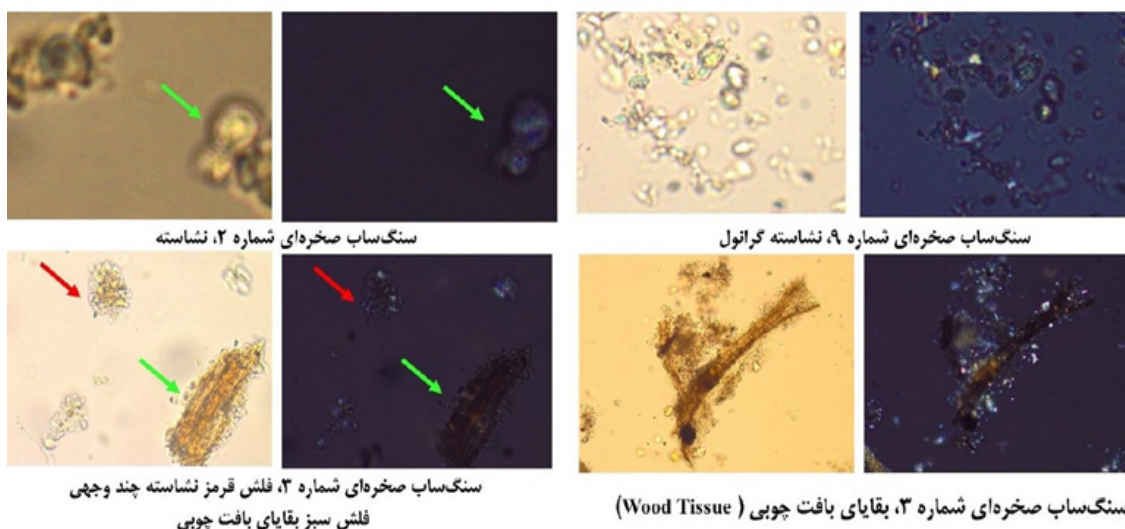 سنگ‌ساب صخره‌ای شماره ۲، نشاسته
سنگ‌ساب صخره‌ای شماره ۹، نشاسته گرانول
سنگ‌ساب صخره‌ای شماره ۳، فلش قرمز نشاسته چند وجهی
فلش سبز بقایای بافت چوبی
سنگ‌ساب صخره‌ای شماره ۳، بقایای بافت چوبی (Wood Tissue)